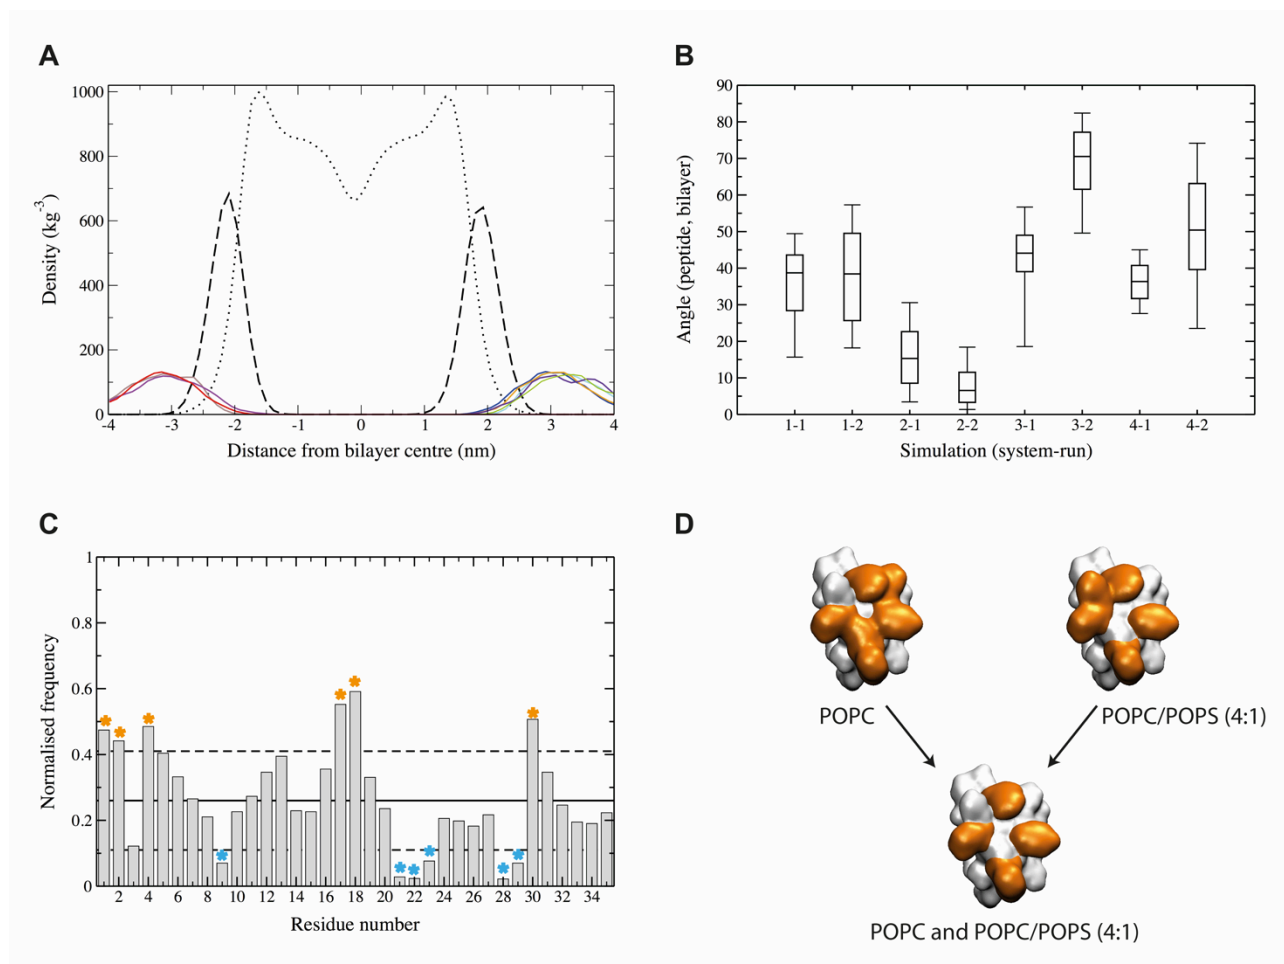 A
1000
800
600
400
200
0
Density (kg⁻³)
-4 -3 -2 -1 0 1 2 3 4
Distance from bilayer centre (nm)
B
90
80
70
60
50
40
30
20
10
0
Angle (peptide, bilayer)
1-1 1-2 2-1 2-2 3-1 3-2 4-1 4-2
Simulation (system-run)
C
1
0.8
0.6
0.4
0.2
0
Normalised frequency
2 4 6 8 10 12 14 16 18 20 22 24 26 28 30 32 34
Residue number
D
POPC
POPC/POPS (4:1)
POPC and POPC/POPS (4:1)